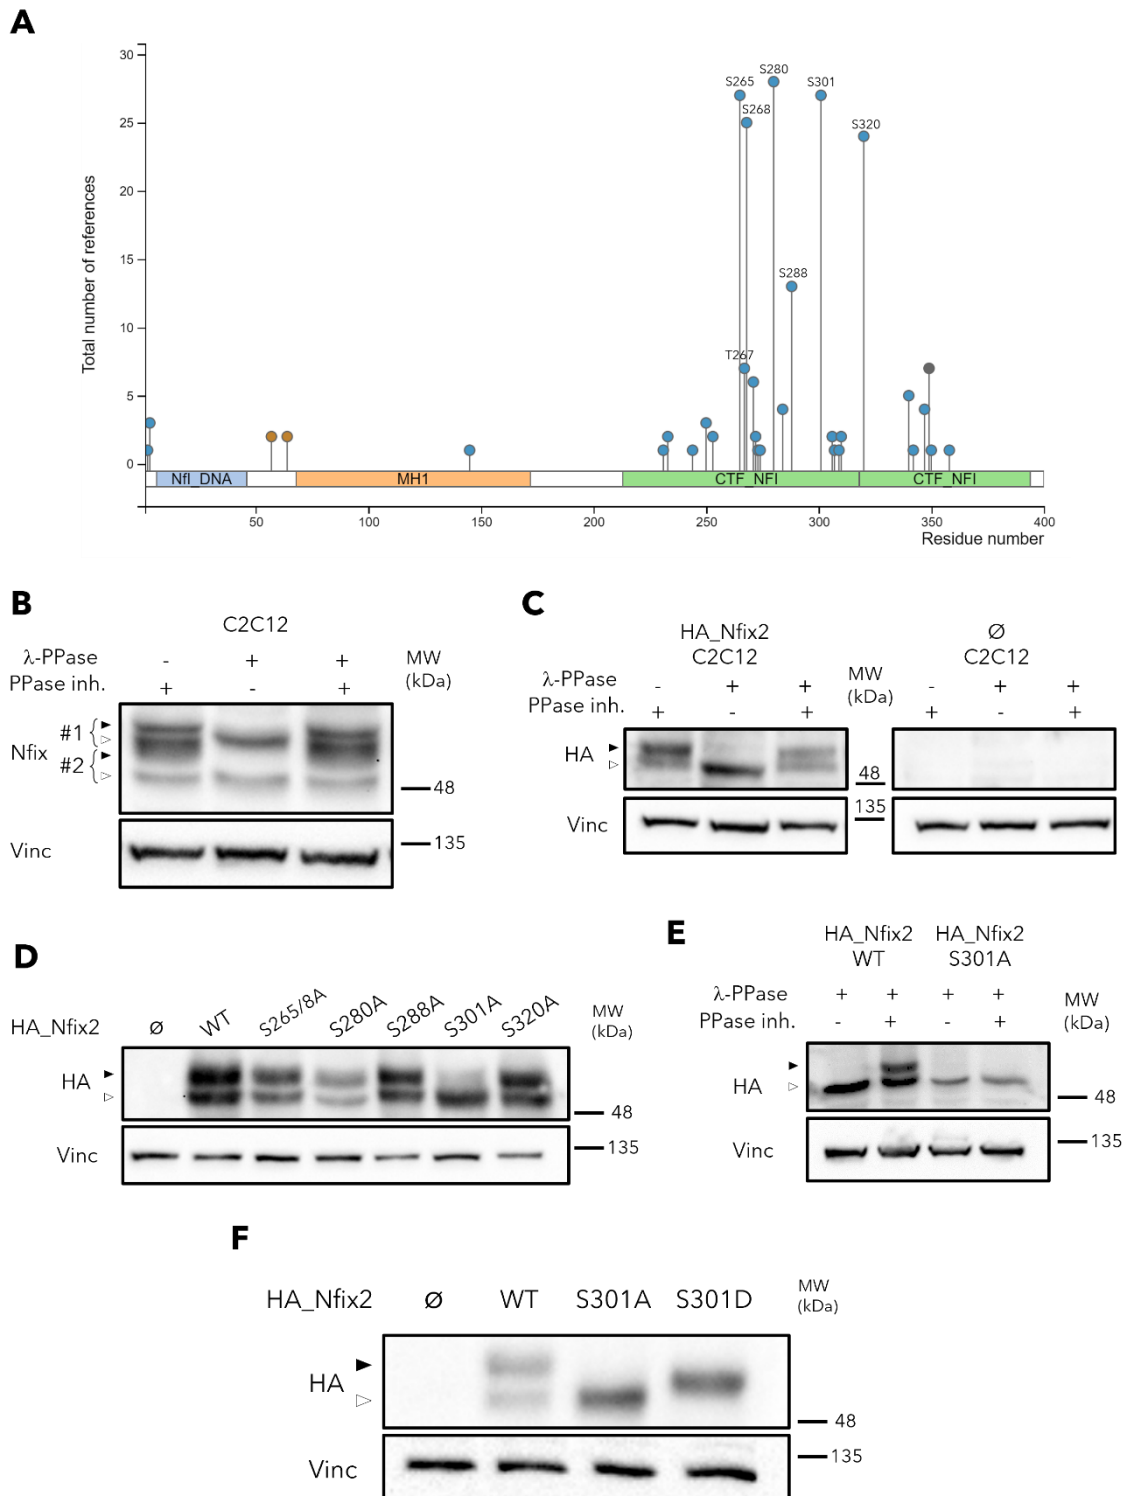 A
Total number of references
30
25
20
15
10
5
0
S265
S268
S280
S301
S320
S288
T267
NfI_DNA
MH1
CTF_NFI
CTF_NFI
50
100
150
200
250
300
350
400
Residue number
B
C2C12
λ-PPase - + +
PPase inh. + - +
MW
(kDa)
#1
Nfix
#2
48
Vinc
135
C
HA_Nfix2
C2C12
Ø
C2C12
λ-PPase - + +
PPase inh. + - +
MW
(kDa)
- + +
+ - +
HA
48
Vinc
135
D
HA_Nfix2 Ø WT S265/8A S280A S288A S301A S320A
MW
(kDa)
HA
48
Vinc
135
E
HA_Nfix2
WT
HA_Nfix2
S301A
λ-PPase + + + +
PPase inh. - + - +
MW
(kDa)
HA
48
Vinc
135
F
HA_Nfix2 Ø WT S301A S301D
MW
(kDa)
HA
48
Vinc
135